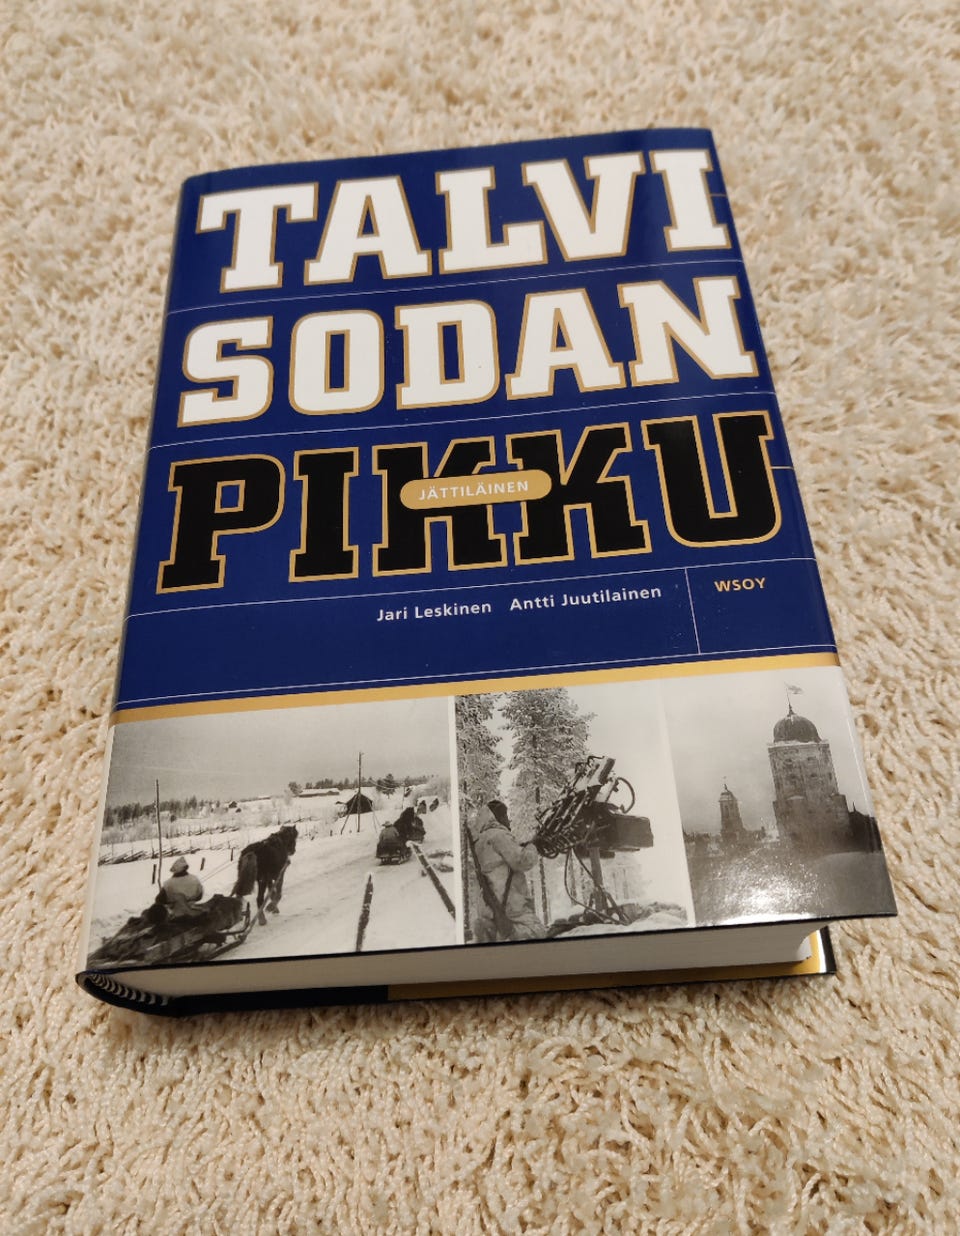 TALVI
SODAN
PIKKU
JÄTTILÄINEN
Jari Leskinen Antti Juutilainen
WSOY